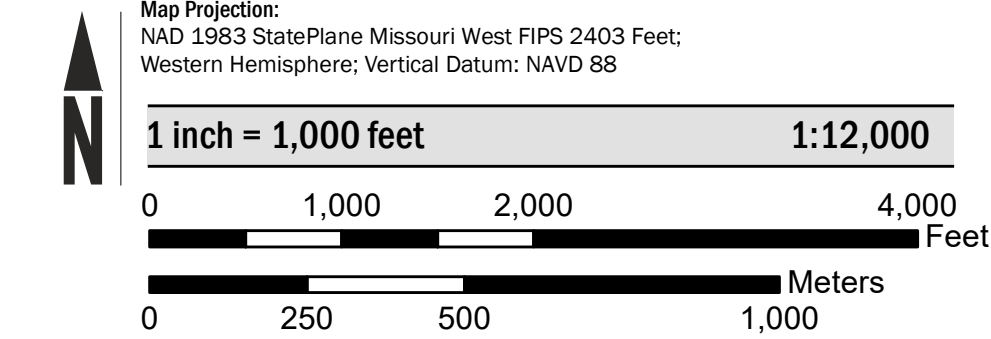 Map Projection:
NAD 1983 StatePlane Missouri West FIPS 2403 Feet;
Western Hemisphere; Vertical Datum: NAVD 88
N
1 inch = 1,000 feet 1:12,000
0 1,000 2,000 4,000
Feet
Meters
0 250 500 1,000